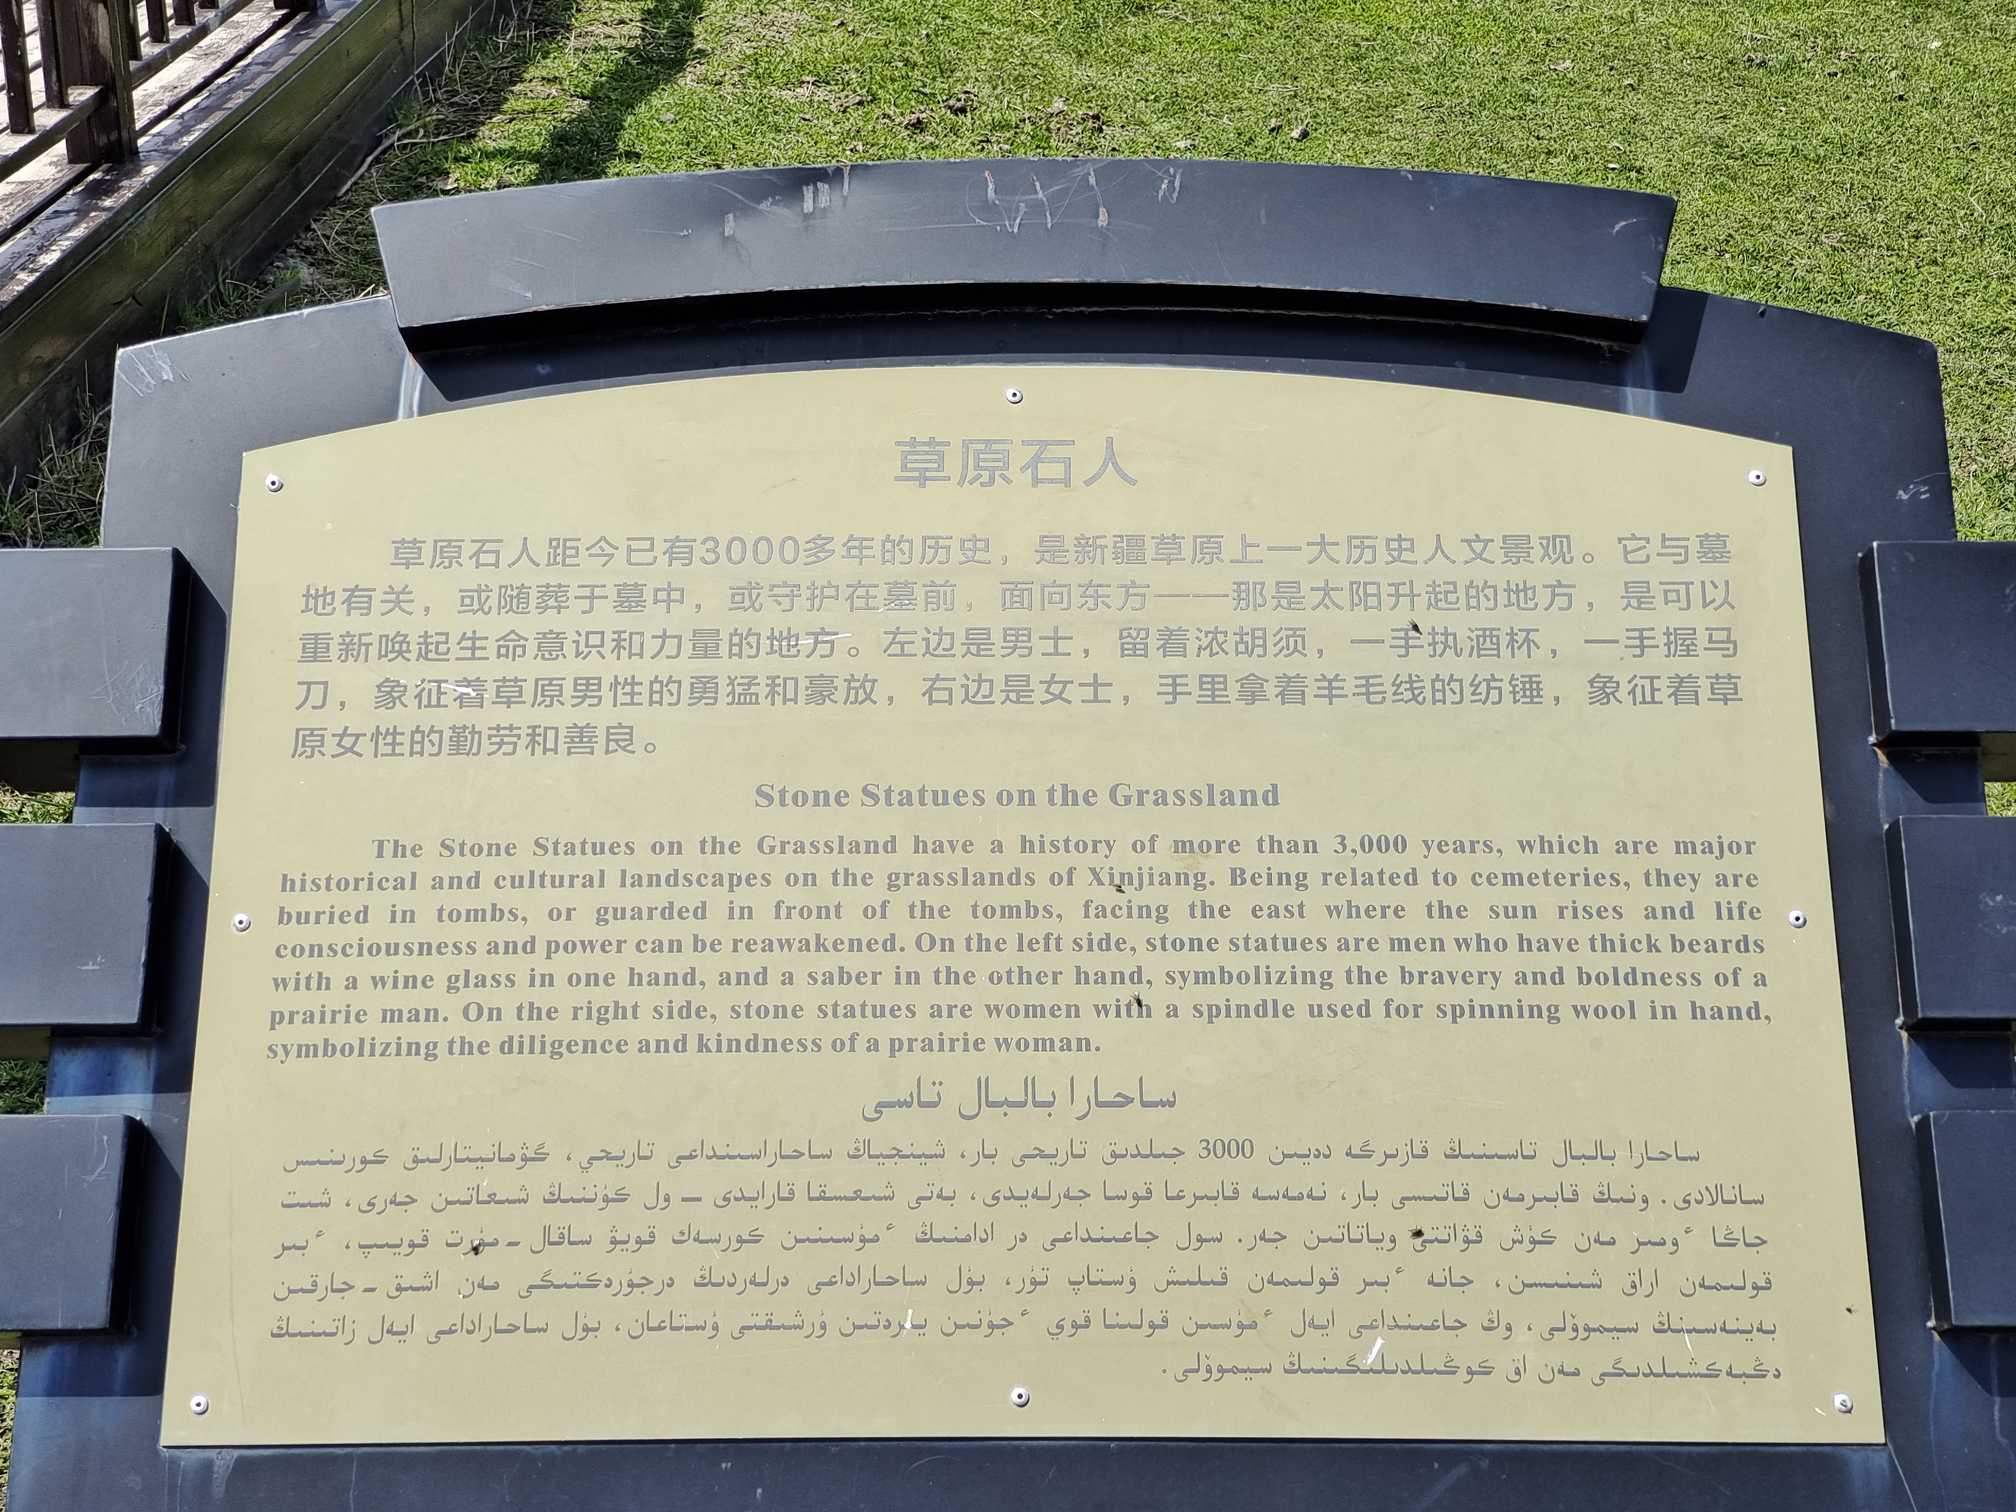 草原石人
草原石人距今已有3000多年的历史，是新疆草原上一大历史人文景观。它与墓
地有关，或随葬于墓中，或守护在墓前，面向东方——那是太阳升起的地方，是可以
重新唤起生命意识和力量的地方。左边是男士，留着浓胡须，一手执酒杯，一手握马
刀，象征着草原男性的勇猛和豪放，右边是女士，手里拿着羊毛线的纺锤，象征着草
原女性的勤劳和善良。
Stone Statues on the Grassland
The Stone Statues on the Grassland have a history of more than 3,000 years, which are major
historical and cultural landscapes on the grasslands of Xinjiang. Being related to cemeteries, they are
buried in tombs, or guarded in front of the tombs, facing the east where the sun rises and life
consciousness and power can be reawakened. On the left side, stone statues are men who have thick beards
with a wine glass in one hand, and a saber in the other hand, symbolizing the bravery and boldness of a
prairie man. On the right side, stone statues are women with a spindle used for spinning wool in hand,
symbolizing the diligence and kindness of a prairie woman.
ساحارا بالبال تاسى
ساحارا بالبال تاسىنىڭ قازىرگە دەيىن 3000 جىلدىق تاريحى بار، شينجياڭ ساحاراسىنداعى تاريحي، گۋمانيتارلىق كورىنىس
سانالادى. ونىڭ قابىرمەن قاتىسى بار، نەمەسە قابىرعا قوسا جەرلەيدى، بەتى شىعىسقا قارايدى ـ ول كۇننىڭ شىعاتىن جەرى، شىت
جاڭا ٴومىر مەن كۇش قۋاتتى وياتاتىن جەر. سول جاعىنداعى ەر ادامنىڭ ٴمۇسىنىن كورسەك قويۋ ساقال ـ مۇرت قويىپ، ٴبىر
قولىمەن اراق شىنىسىن، جانە ٴبىر قولىمەن قىلىش ۇستاپ تۇر، بۇل ساحاراداعى ەرلەردىڭ ەرجۇرەكتىگى مەن اشىق ـ جارقىن
بەينەسىنىڭ سيمۆولى، وڭ جاعىنداعى ايەل ٴمۇسىن قولىنا قوي ٴجۇنىن يىرەتىن ۇرشىقتى ۇستاعان، بۇل ساحاراداعى ايەل زاتىنىڭ
ەڭبەكشىلدىگى مەن اق كوڭىلدىلىگىنىڭ سيمۆولى.